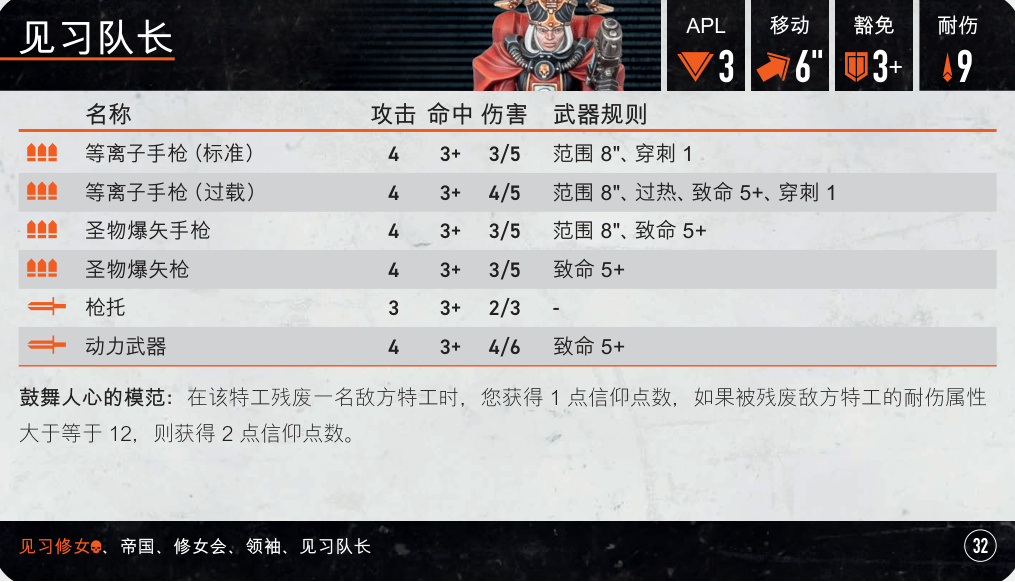 见习队长
APL 移动 豁免 耐伤
3 6" 3+ 9
名称 攻击 命中 伤害 武器规则
等离子手枪（标准） 4 3+ 3/5 范围 8"、穿刺 1
等离子手枪（过载） 4 3+ 4/5 范围 8"、过热、致命 5+、穿刺 1
圣物爆矢手枪 4 3+ 3/5 范围 8"、致命 5+
圣物爆矢枪 4 3+ 3/5 致命 5+
枪托 3 3+ 2/3 -
动力武器 4 3+ 4/6 致命 5+
鼓舞人心的模范：在该特工残废一名敌方特工时，您获得 1 点信仰点数，如果被残废敌方特工的耐伤属性
大于等于 12，则获得 2 点信仰点数。
见习修女、帝国、修女会、领袖、见习队长
32